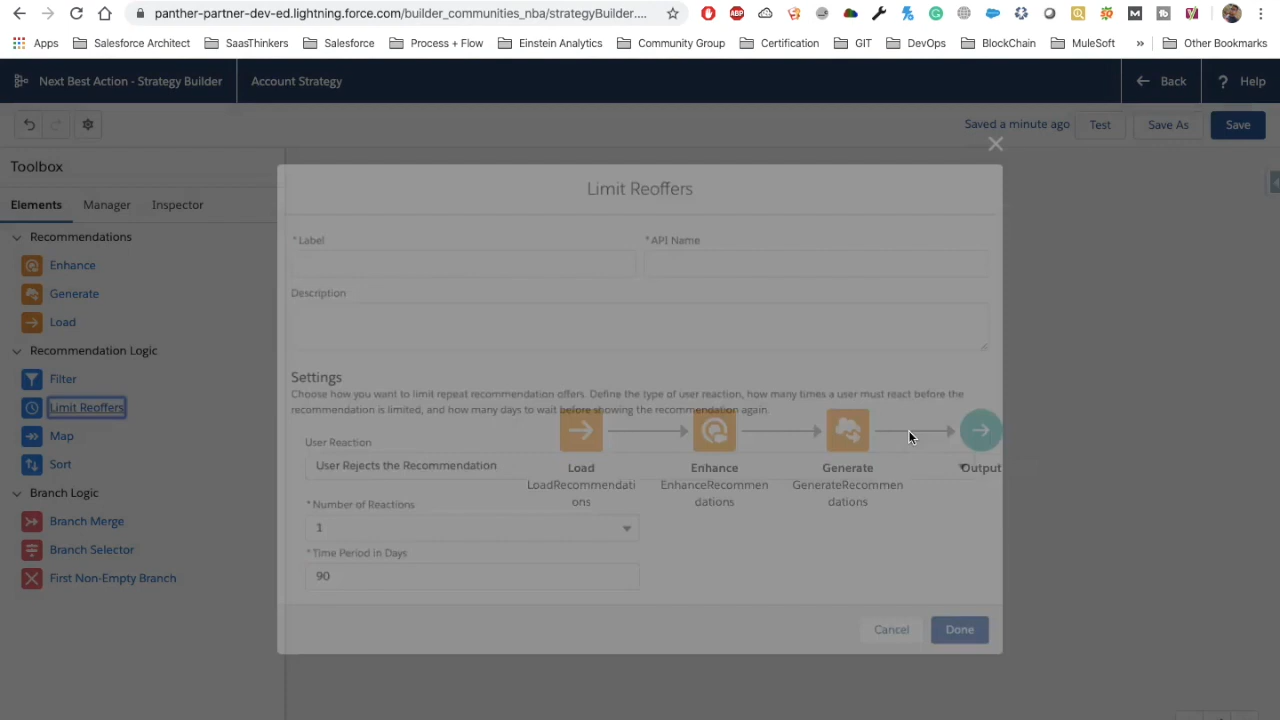 panther-partner-dev-ed.lightning.force.com/builder_communities_nba/strategyBuilder....
Apps Salesforce Architect SaasThinkers Salesforce Process + Flow Einstein Analytics Community Group Certification GIT DevOps BlockChain MuleSoft » Other Bookmarks
Next Best Action - Strategy Builder Account Strategy Back ? Help
Saved a minute ago Test Save As Save
Toolbox
Elements Manager Inspector
Recommendations
Enhance
Generate
Load
Recommendation Logic
Filter
Limit Reoffers
Map
Sort
Branch Logic
Branch Merge
Branch Selector
First Non-Empty Branch
Limit Reoffers
*Label *API Name
Description
Settings
Choose how you want to limit repeat recommendation offers. Define the type of user reaction, how many times a user must react before the
recommendation is limited, and how many days to wait before showing the recommendation again.
User Reaction
User Rejects the Recommendation
*Number of Reactions
1
*Time Period in Days
90
Load Enhance Generate Output
LoadRecommendati EnhanceRecommen GenerateRecommen
ons dations dations
Cancel Done